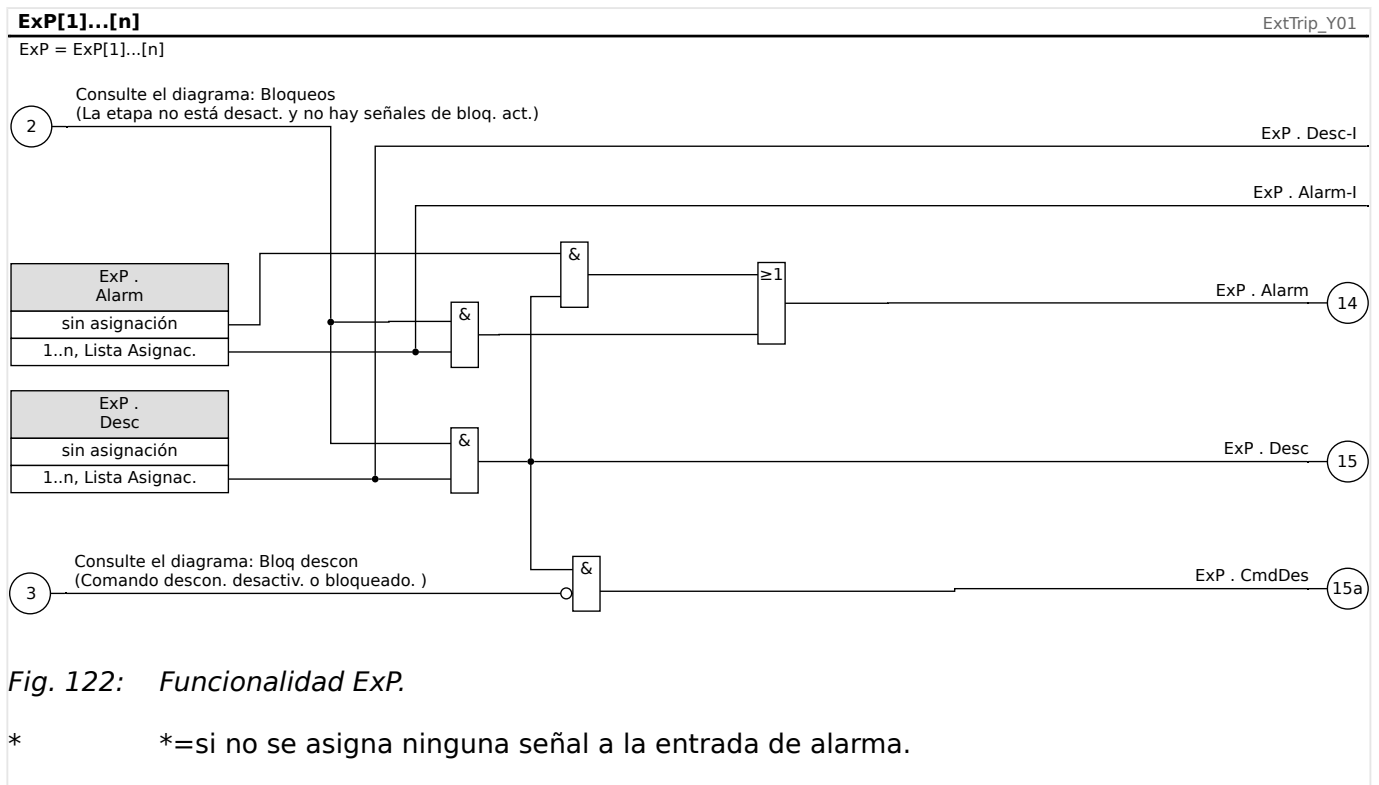 ExP[1]...[n]
ExtTrip_Y01
ExP = ExP[1]...[n]
Consulte el diagrama: Bloqueos
(La etapa no está desact. y no hay señales de bloq. act.)
2
ExP . Desc-I
ExP . Alarm-I
&
ExP .
Alarm
≥1
ExP . Alarm
14
sin asignación
&
1..n, Lista Asignac.
ExP .
Desc
&
sin asignación
ExP . Desc
15
1..n, Lista Asignac.
Consulte el diagrama: Bloq descon
(Comando descon. desactiv. o bloqueado. )
3
&
ExP . CmdDes
15a
Fig. 122: Funcionalidad ExP.
* *=si no se asigna ninguna señal a la entrada de alarma.